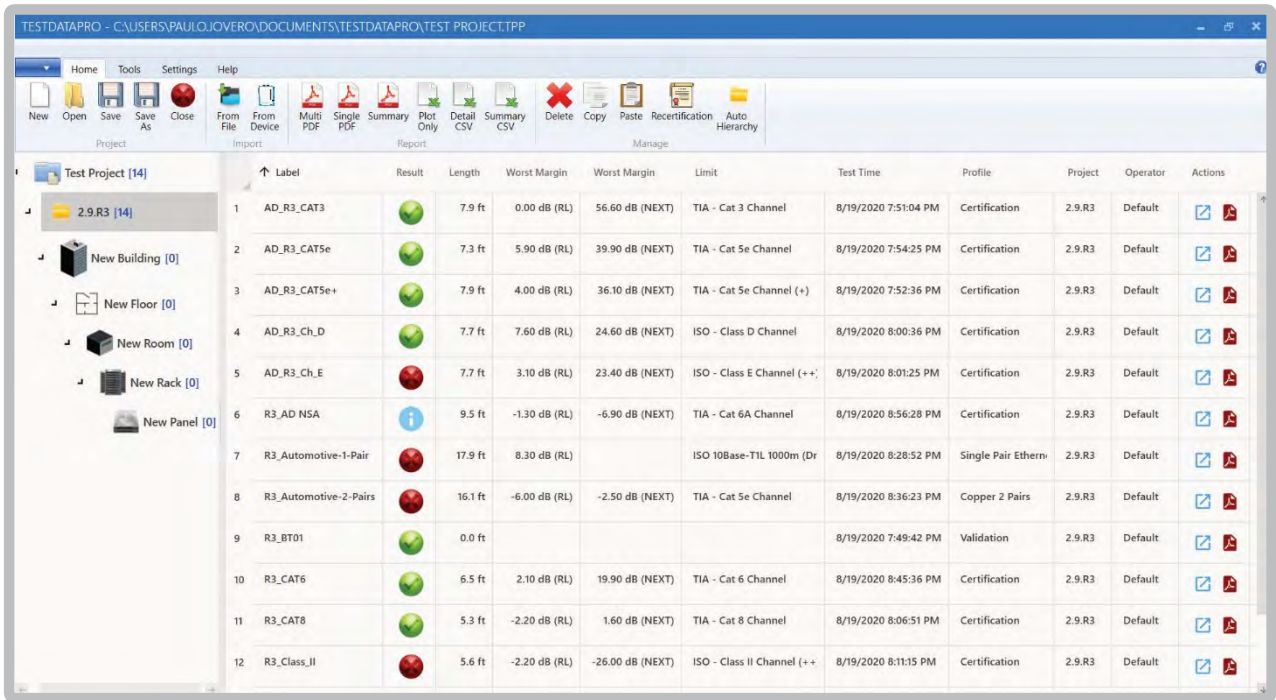 TESTDATAPRO - C:\USERS\PAULO.JOVERO\DOCUMENTS\TESTDATAPRO\TEST PROJECT.TPP
Home Tools Settings Help
New Open Save Save As Close From File From Device Multi PDF Single PDF Summary Plot Only Detail CSV Summary CSV Delete Copy Paste Recertification Auto Hierarchy
Project Import Report Manage
Test Project [14]
2.9.R3 [14]
New Building [0]
New Floor [0]
New Room [0]
New Rack [0]
New Panel [0]
Label Result Length Worst Margin Worst Margin Limit Test Time Profile Project Operator Actions
1 AD_R3_CAT3 7.9 ft 0.00 dB (RL) 56.60 dB (NEXT) TIA - Cat 3 Channel 8/19/2020 7:51:04 PM Certification 2.9.R3 Default
2 AD_R3_CAT5e 7.3 ft 5.90 dB (RL) 39.90 dB (NEXT) TIA - Cat 5e Channel 8/19/2020 7:54:25 PM Certification 2.9.R3 Default
3 AD_R3_CAT5e+ 7.9 ft 4.00 dB (RL) 36.10 dB (NEXT) TIA - Cat 5e Channel (+) 8/19/2020 7:52:36 PM Certification 2.9.R3 Default
4 AD_R3_Ch_D 7.7 ft 7.60 dB (RL) 24.60 dB (NEXT) ISO - Class D Channel 8/19/2020 8:00:36 PM Certification 2.9.R3 Default
5 AD_R3_Ch_E 7.7 ft 3.10 dB (RL) 23.40 dB (NEXT) ISO - Class E Channel (++) 8/19/2020 8:01:25 PM Certification 2.9.R3 Default
6 R3_AD NSA 9.5 ft -1.30 dB (RL) -6.90 dB (NEXT) TIA - Cat 6A Channel 8/19/2020 8:56:28 PM Certification 2.9.R3 Default
7 R3_Automotive-1-Pair 17.9 ft 8.30 dB (RL) ISO 10Base-T1L 1000m (Dr 8/19/2020 8:28:52 PM Single Pair Ethern 2.9.R3 Default
8 R3_Automotive-2-Pairs 16.1 ft -6.00 dB (RL) -2.50 dB (NEXT) TIA - Cat 5e Channel 8/19/2020 8:36:23 PM Copper 2 Pairs 2.9.R3 Default
9 R3_BT01 0.0 ft 8/19/2020 7:49:42 PM Validation 2.9.R3 Default
10 R3_CAT6 6.5 ft 2.10 dB (RL) 19.90 dB (NEXT) TIA - Cat 6 Channel 8/19/2020 8:45:36 PM Certification 2.9.R3 Default
11 R3_CAT8 5.3 ft -2.20 dB (RL) 1.60 dB (NEXT) TIA - Cat 8 Channel 8/19/2020 8:06:51 PM Certification 2.9.R3 Default
12 R3_Class_II 5.6 ft -2.20 dB (RL) -26.00 dB (NEXT) ISO - Class II Channel (++ 8/19/2020 8:11:15 PM Certification 2.9.R3 Default